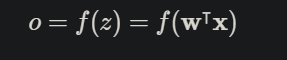 o = f(z) = f(𝐰ᵀ𝐱)